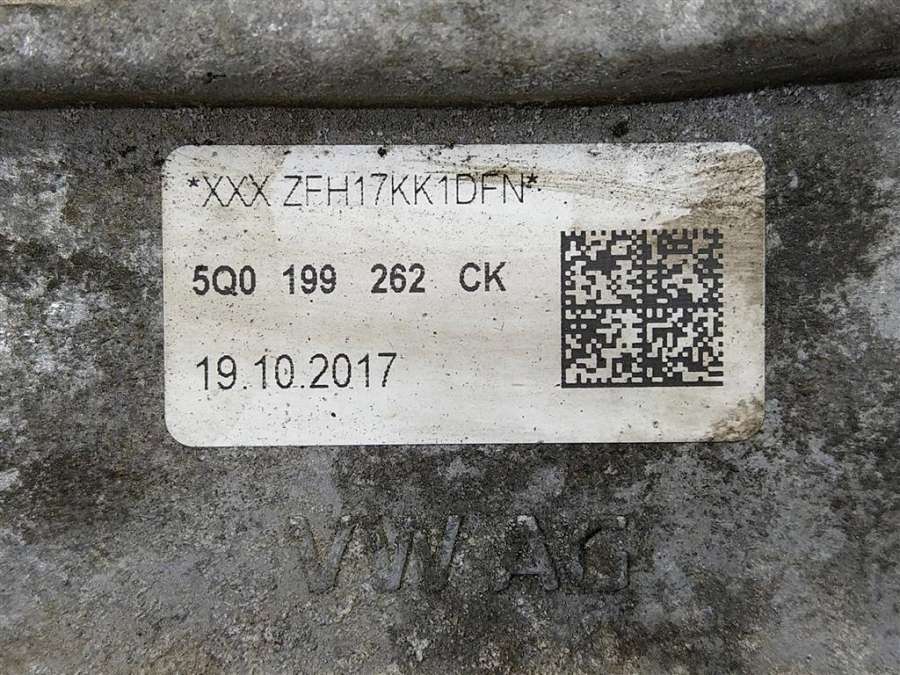 *XXX ZFH17KK1DFN*
5Q0 199 262 CK
19.10.2017
VW AG